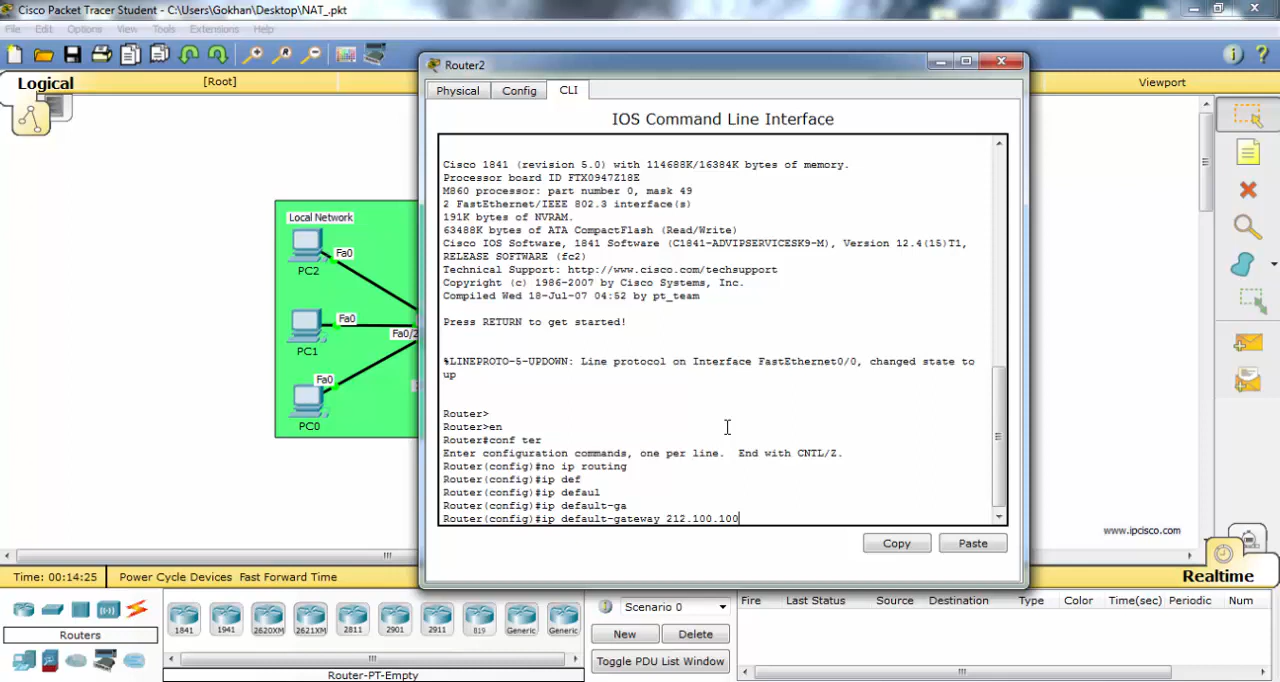 Cisco Packet Tracer Student - C:\Users\Gokhan\Desktop\NAT_.pkt
File Edit Options View Tools Extensions Help
Logical
[Root]
Viewport
Router2
Physical Config CLI
IOS Command Line Interface
Cisco 1841 (revision 5.0) with 114688K/16384K bytes of memory.
Processor board ID FTX0947Z18E
M860 processor: part number 0, mask 49
2 FastEthernet/IEEE 802.3 interface(s)
191K bytes of NVRAM.
63488K bytes of ATA CompactFlash (Read/Write)
Cisco IOS Software, 1841 Software (C1841-ADVIPSERVICESK9-M), Version 12.4(15)T1,
RELEASE SOFTWARE (fc2)
Technical Support: http://www.cisco.com/techsupport
Copyright (c) 1986-2007 by Cisco Systems, Inc.
Compiled Wed 18-Jul-07 04:52 by pt_team
Press RETURN to get started!
%LINEPROTO-5-UPDOWN: Line protocol on Interface FastEthernet0/0, changed state to
up
Router>
Router>en
Router#conf ter
Enter configuration commands, one per line.  End with CNTL/Z.
Router(config)#no ip routing
Router(config)#ip def
Router(config)#ip defaul
Router(config)#ip default-ga
Router(config)#ip default-gateway 212.100.100
Copy Paste
Local Network
Fa0
PC2
Fa0
Fa0/2
PC1
Fa0
PC0
www.ipcisco.com
Time: 00:14:25 Power Cycle Devices Fast Forward Time
Realtime
Routers
1841 1941 2620XM 2621XM 2811 2901 2911 819 Generic Generic
Router-PT-Empty
Scenario 0
New Delete
Toggle PDU List Window
Fire Last Status Source Destination Type Color Time(sec) Periodic Num